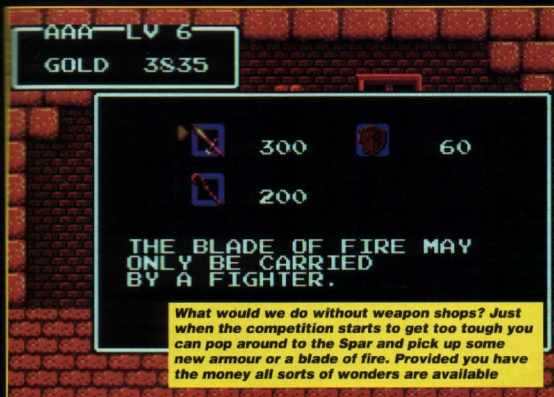 AAA LV 6
GOLD 3835
300 60
200
THE BLADE OF FIRE MAY
ONLY BE CARRIED
BY A FIGHTER.
What would we do without weapon shops? Just
when the competition starts to get too tough you
can pop around to the Spar and pick up some
new armour or a blade of fire. Provided you have
the money all sorts of wonders are available